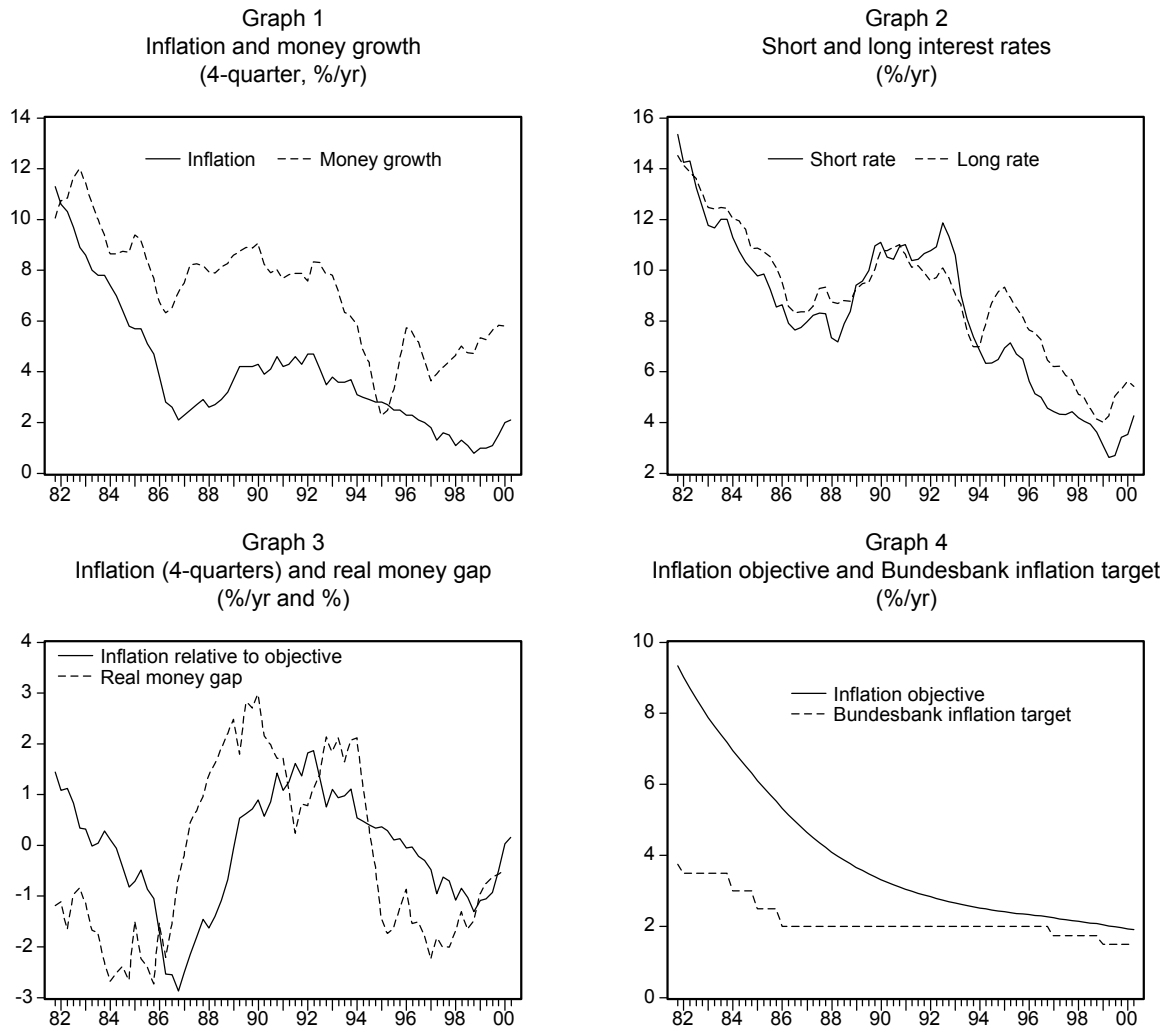 Graph 1
Inflation and money growth
(4-quarter, %/yr)
14
12
10
8
6
4
2
0
Inflation
Money growth
82 84 86 88 90 92 94 96 98 00
Graph 2
Short and long interest rates
(%/yr)
16
14
12
10
8
6
4
2
Short rate
Long rate
82 84 86 88 90 92 94 96 98 00
Graph 3
Inflation (4-quarters) and real money gap
(%/yr and %)
4
3
2
1
0
-1
-2
-3
Inflation relative to objective
Real money gap
82 84 86 88 90 92 94 96 98 00
Graph 4
Inflation objective and Bundesbank inflation target
(%/yr)
10
8
6
4
2
0
Inflation objective
Bundesbank inflation target
82 84 86 88 90 92 94 96 98 00